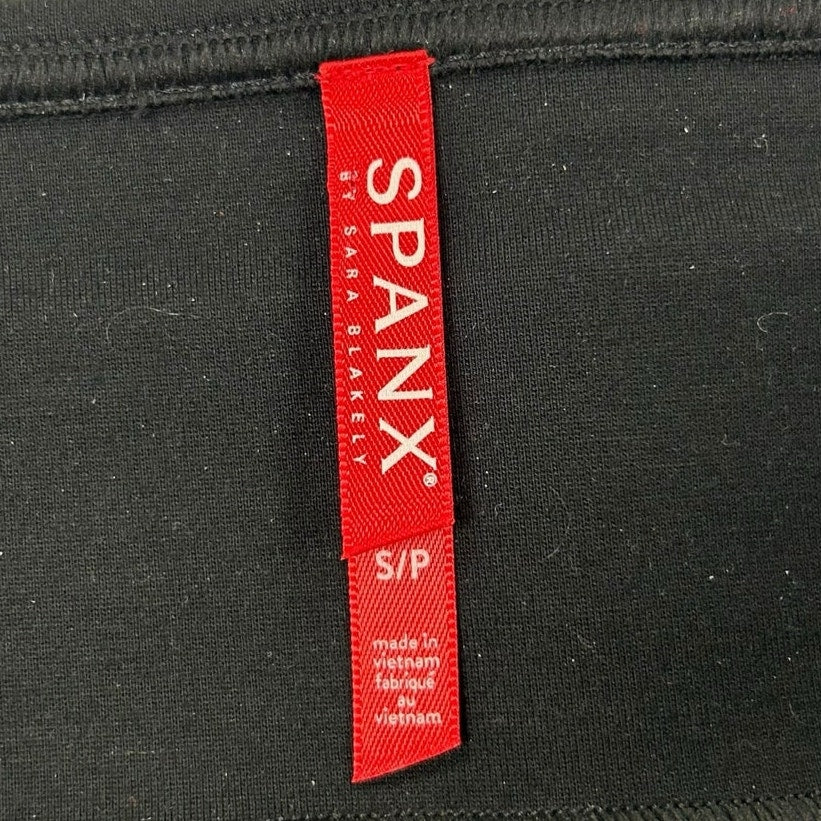 SPANX®
BY SARA BLAKELY
S/P
made in
vietnam
fabriqué
au
vietnam